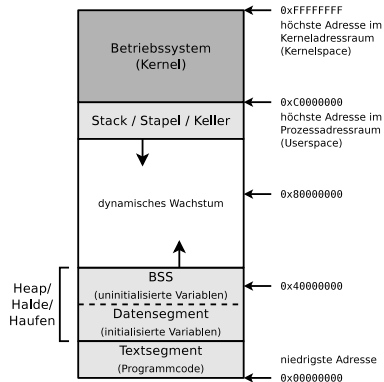 0xFFFFFFFF
höchste Adresse im
Kerneladressraum
(Kernelspace)
Betriebssystem
(Kernel)
0xC0000000
höchste Adresse im
Prozessadressraum
(Userspace)
Stack / Stapel / Keller
dynamisches Wachstum
0x80000000
Heap/
Halde/
Haufen
BSS
(uninitialisierte Variablen)
0x40000000
Datensegment
(initialisierte Variablen)
Textsegment
(Programmcode)
niedrigste Adresse
0x00000000